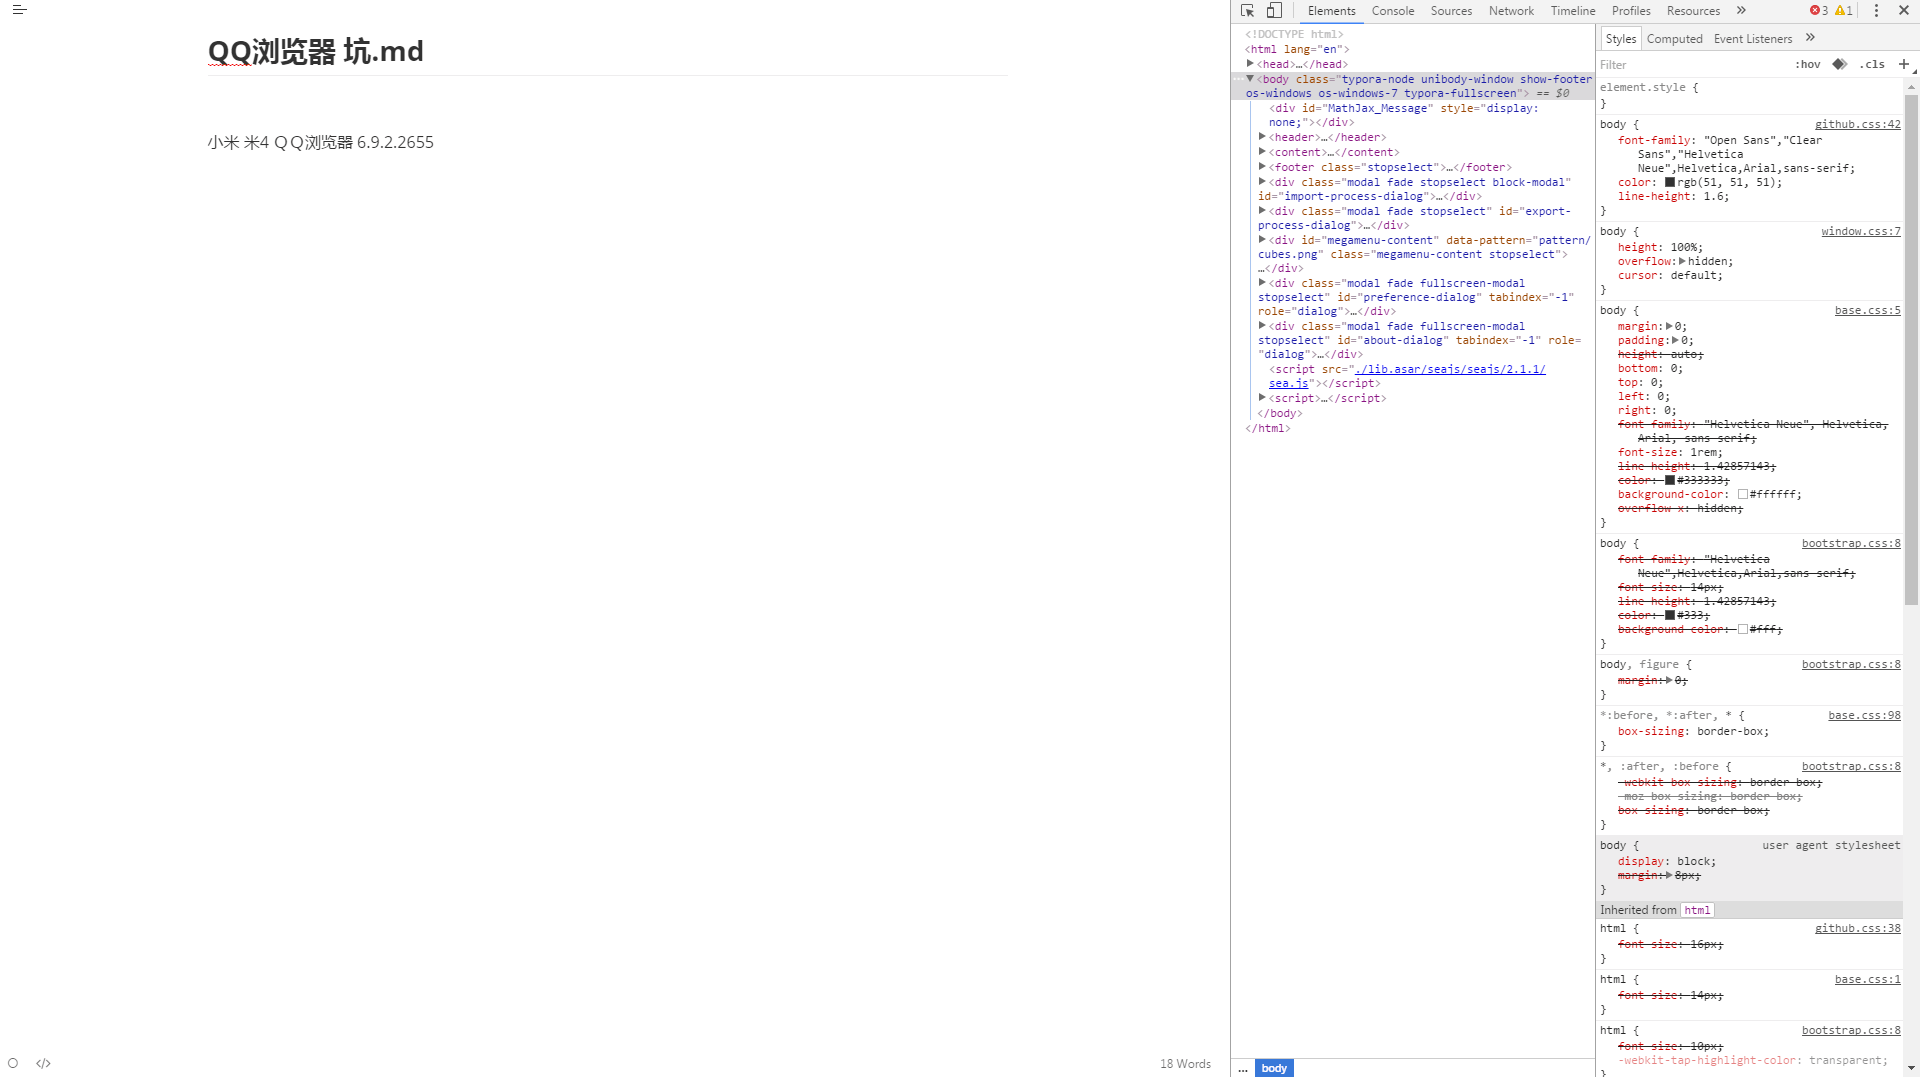 QQ浏览器 坑.md
小米 米4 ＱＱ浏览器 6.9.2.2655
</> 18 Words
Elements Console Sources Network Timeline Profiles Resources » 3 1
<!DOCTYPE html>
<html lang="en">
<head>…</head>
<body class="typora-node unibody-window show-footer
os-windows os-windows-7 typora-fullscreen"> == $0
<div id="MathJax_Message" style="display:
none;"></div>
<header>…</header>
<content>…</content>
<footer class="stopselect">…</footer>
<div class="modal fade stopselect block-modal"
id="import-process-dialog">…</div>
<div class="modal fade stopselect" id="export-
process-dialog">…</div>
<div id="megamenu-content" data-pattern="pattern/
cubes.png" class="megamenu-content stopselect">
…</div>
<div class="modal fade fullscreen-modal
stopselect" id="preference-dialog" tabindex="-1"
role="dialog">…</div>
<div class="modal fade fullscreen-modal
stopselect" id="about-dialog" tabindex="-1" role=
"dialog">…</div>
<script src="./lib.asar/seajs/seajs/2.1.1/
sea.js"></script>
<script>…</script>
</body>
</html>
... body
Styles Computed Event Listeners »
Filter :hov .cls +
element.style {
}
body { github.css:42
font-family: "Open Sans","Clear
Sans","Helvetica
Neue",Helvetica,Arial,sans-serif;
color: rgb(51, 51, 51);
line-height: 1.6;
}
body { window.css:7
height: 100%;
overflow: hidden;
cursor: default;
}
body { base.css:5
margin: 0;
padding: 0;
height: auto;
bottom: 0;
top: 0;
left: 0;
right: 0;
font-family: "Helvetica Neue", Helvetica,
Arial, sans-serif;
font-size: 1rem;
line-height: 1.42857143;
color: #333333;
background-color: #ffffff;
overflow-x: hidden;
}
body { bootstrap.css:8
font-family: "Helvetica
Neue",Helvetica,Arial,sans-serif;
font-size: 14px;
line-height: 1.42857143;
color: #333;
background-color: #fff;
}
body, figure { bootstrap.css:8
margin: 0;
}
*:before, *:after, * { base.css:98
box-sizing: border-box;
}
*, :after, :before { bootstrap.css:8
-webkit-box-sizing: border-box;
-moz-box-sizing: border-box;
box-sizing: border-box;
}
body { user agent stylesheet
display: block;
margin: 8px;
}
Inherited from html
html { github.css:38
font-size: 16px;
}
html { base.css:1
font-size: 14px;
}
html { bootstrap.css:8
font-size: 10px;
-webkit-tap-highlight-color: transparent;
}